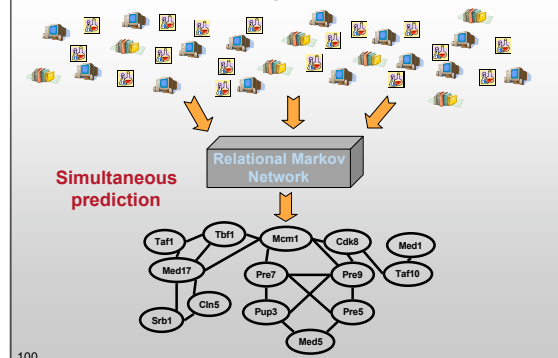 Relational Markov
Network
Simultaneous
prediction
Taf1
Tbf1
Mcm1
Cdk8
Med1
Med17
Pre7
Pre9
Taf10
Cln5
Srb1
Pup3
Pre5
Med5
100